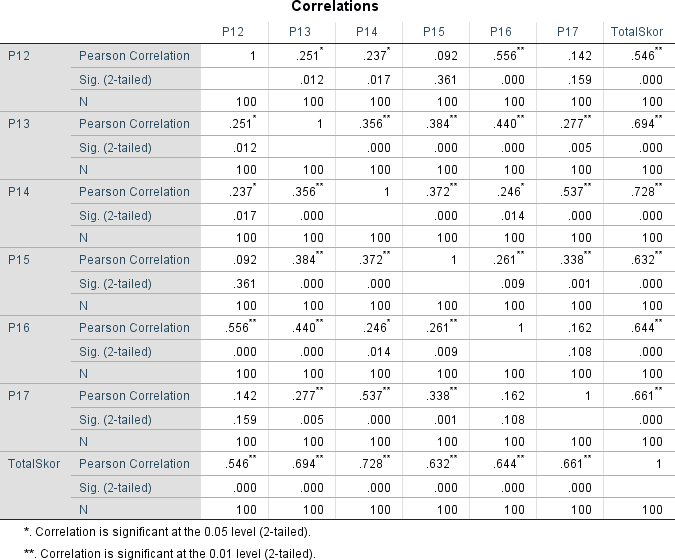 Correlations
P12 P13 P14 P15 P16 P17 TotalSkor
P12 Pearson Correlation 1 .251* .237* .092 .556** .142 .546**
Sig. (2-tailed) .012 .017 .361 .000 .159 .000
N 100 100 100 100 100 100 100
P13 Pearson Correlation .251* 1 .356** .384** .440** .277** .694**
Sig. (2-tailed) .012 .000 .000 .000 .005 .000
N 100 100 100 100 100 100 100
P14 Pearson Correlation .237* .356** 1 .372** .246* .537** .728**
Sig. (2-tailed) .017 .000 .000 .014 .000 .000
N 100 100 100 100 100 100 100
P15 Pearson Correlation .092 .384** .372** 1 .261** .338** .632**
Sig. (2-tailed) .361 .000 .000 .009 .001 .000
N 100 100 100 100 100 100 100
P16 Pearson Correlation .556** .440** .246* .261** 1 .162 .644**
Sig. (2-tailed) .000 .000 .014 .009 .108 .000
N 100 100 100 100 100 100 100
P17 Pearson Correlation .142 .277** .537** .338** .162 1 .661**
Sig. (2-tailed) .159 .005 .000 .001 .108 .000
N 100 100 100 100 100 100 100
TotalSkor Pearson Correlation .546** .694** .728** .632** .644** .661** 1
Sig. (2-tailed) .000 .000 .000 .000 .000 .000
N 100 100 100 100 100 100 100
*. Correlation is significant at the 0.05 level (2-tailed).
**. Correlation is significant at the 0.01 level (2-tailed).